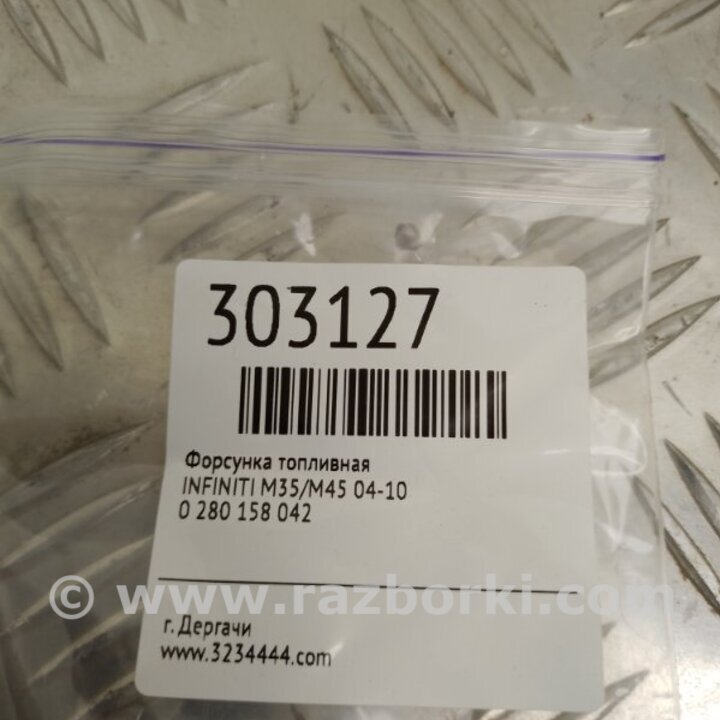 303127
Форсунка топливная
INFINITI M35/M45 04-10
0 280 158 042
© www.razborki.com
г. Дергачи
www.3234444.com